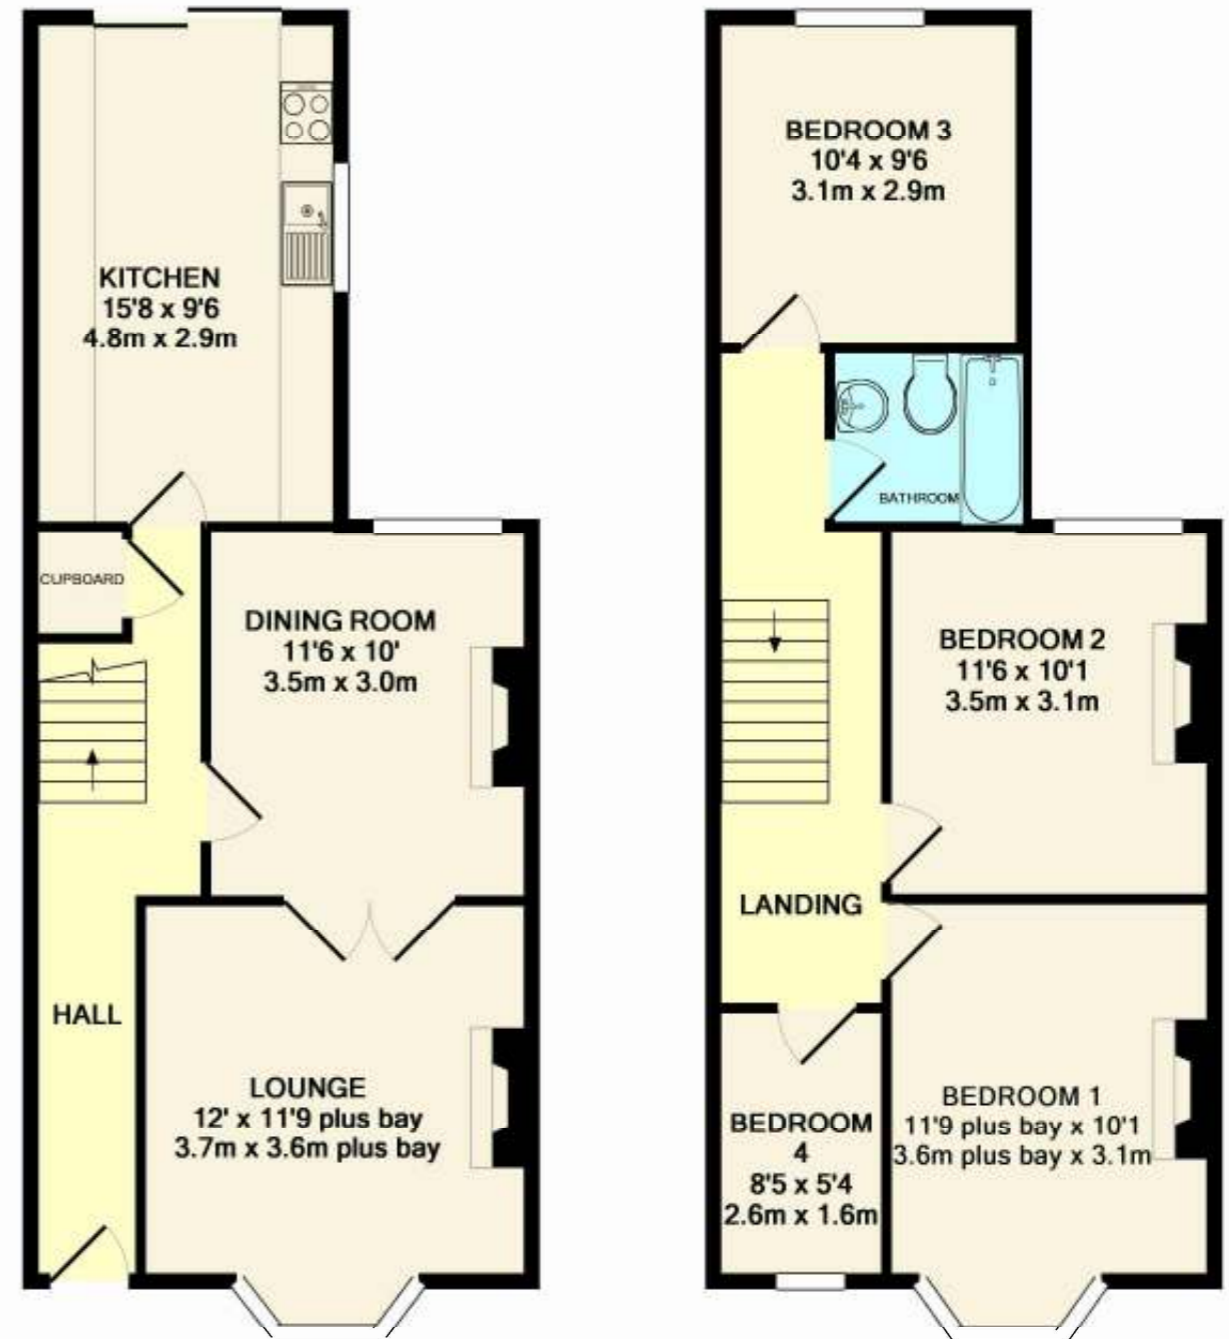 KITCHEN
15'8 x 9'6
4.8m x 2.9m
CUPBOARD
DINING ROOM
11'6 x 10'
3.5m x 3.0m
HALL
LOUNGE
12' x 11'9 plus bay
3.7m x 3.6m plus bay
BEDROOM 3
10'4 x 9'6
3.1m x 2.9m
BATHROOM
BEDROOM 2
11'6 x 10'1
3.5m x 3.1m
LANDING
BEDROOM 1
11'9 plus bay x 10'1
3.6m plus bay x 3.1m
BEDROOM
4
8'5 x 5'4
2.6m x 1.6m